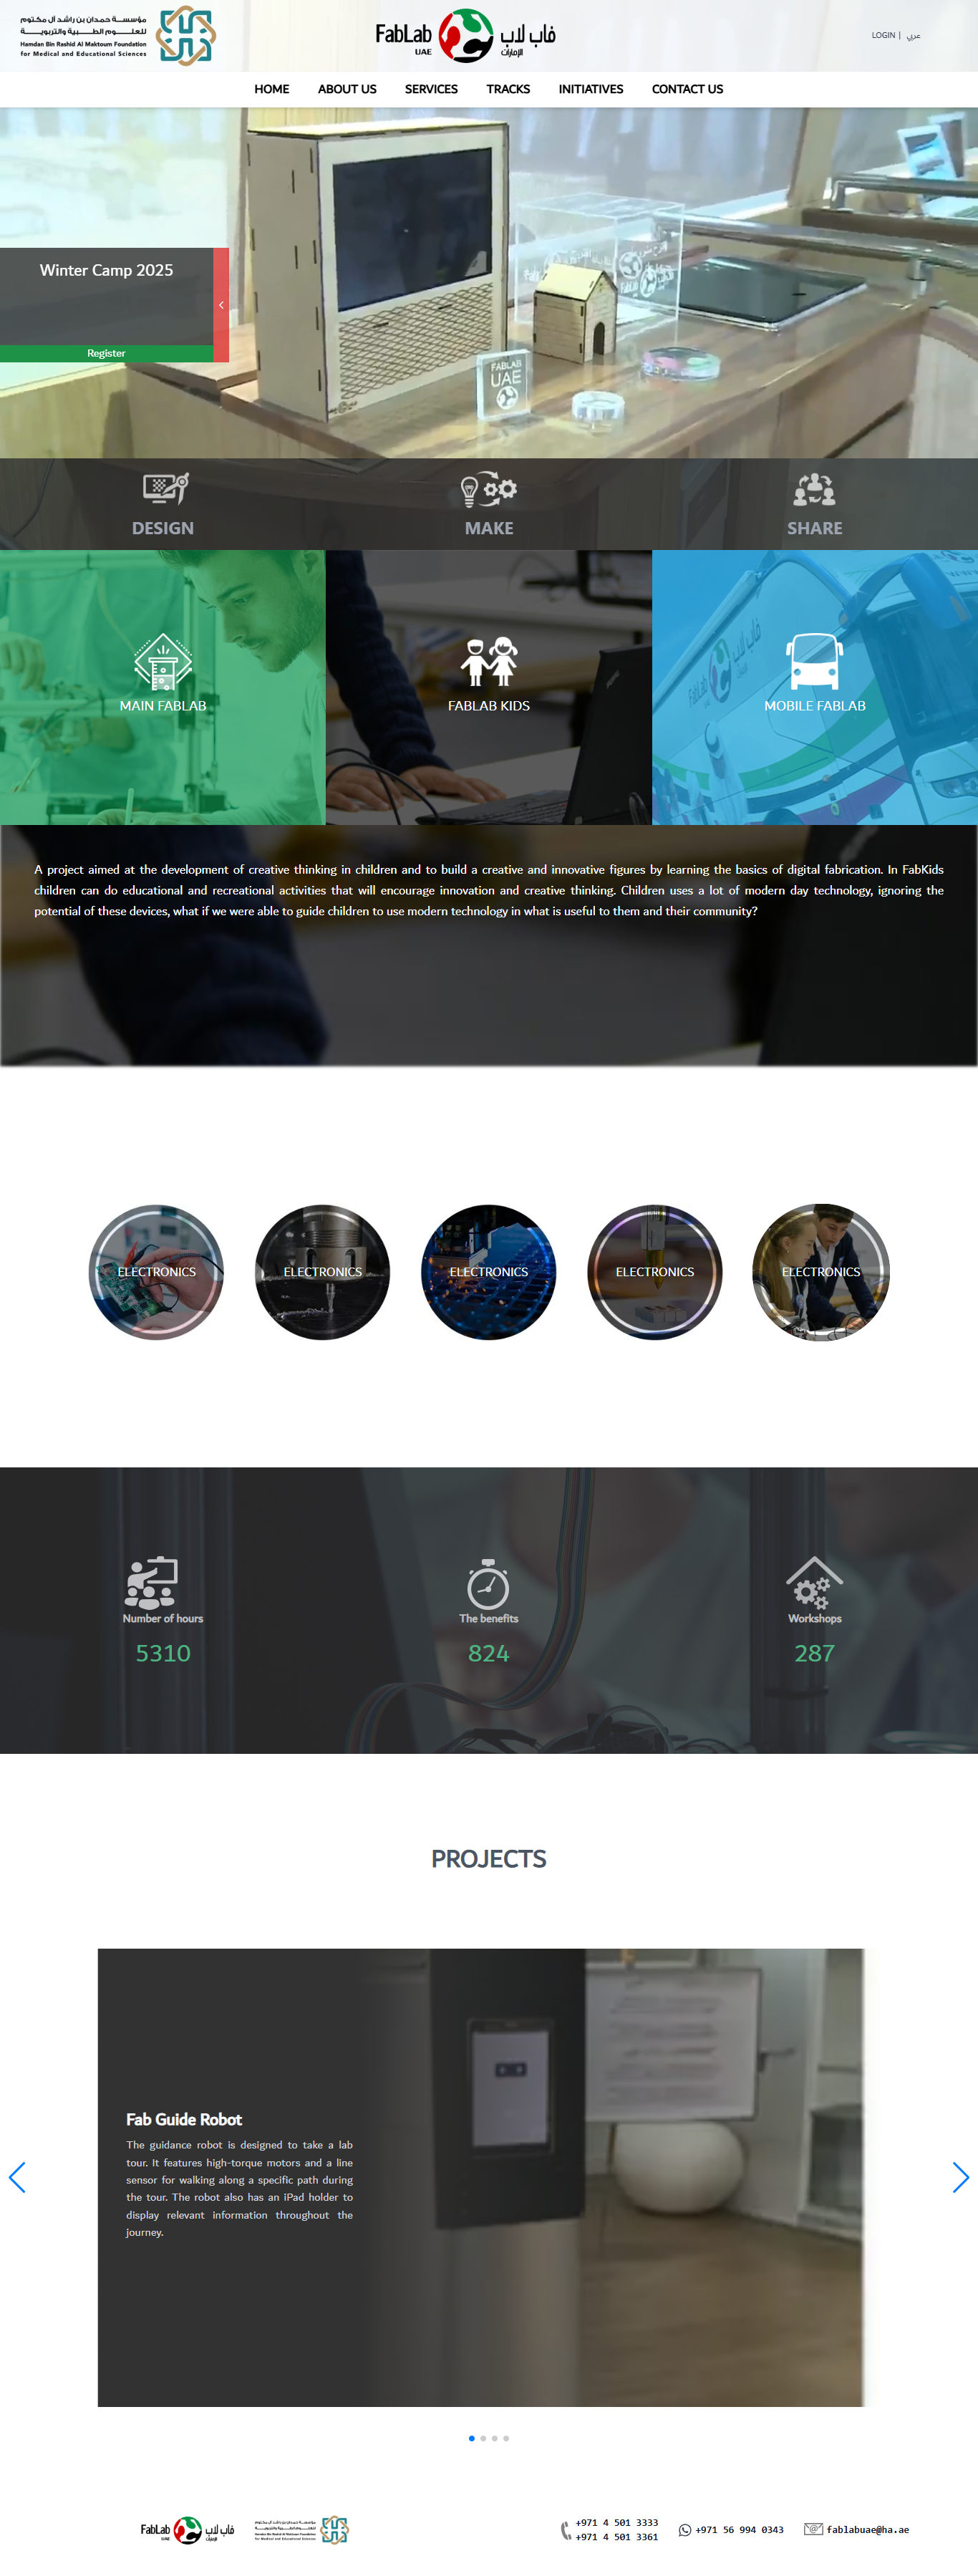 مؤسسة حمدان بن راشد آل مكتوم
للعلوم الطبية والتربوية
Hamdan Bin Rashid Al Maktoum Foundation
for Medical and Educational Sciences
FabLab فاب لاب
UAE الإمارات
LOGIN | عربي
HOME ABOUT US SERVICES TRACKS INITIATIVES CONTACT US
Winter Camp 2025
Register
FABLAB
UAE
DESIGN MAKE SHARE
MAIN FABLAB FABLAB KIDS MOBILE FABLAB
A project aimed at the development of creative thinking in children and to build a creative and innovative figures by learning the basics of digital fabrication. In FabKids
children can do educational and recreational activities that will encourage innovation and creative thinking. Children uses a lot of modern day technology, ignoring the
potential of these devices, what if we were able to guide children to use modern technology in what is useful to them and their community?
ELECTRONICS ELECTRONICS ELECTRONICS ELECTRONICS ELECTRONICS
Number of hours The benefits Workshops
5310 824 287
PROJECTS
Fab Guide Robot
The guidance robot is designed to take a lab
tour. It features high-torque motors and a line
sensor for walking along a specific path during
the tour. The robot also has an iPad holder to
display relevant information throughout the
journey.
FabLab فاب لاب
UAE الإمارات
مؤسسة حمدان بن راشد آل مكتوم
للعلوم الطبية والتربوية
Hamdan Bin Rashid Al Maktoum Foundation
for Medical and Educational Sciences
+971 4 501 3333
+971 4 501 3361
+971 56 994 0343
fablabuae@ha.ae